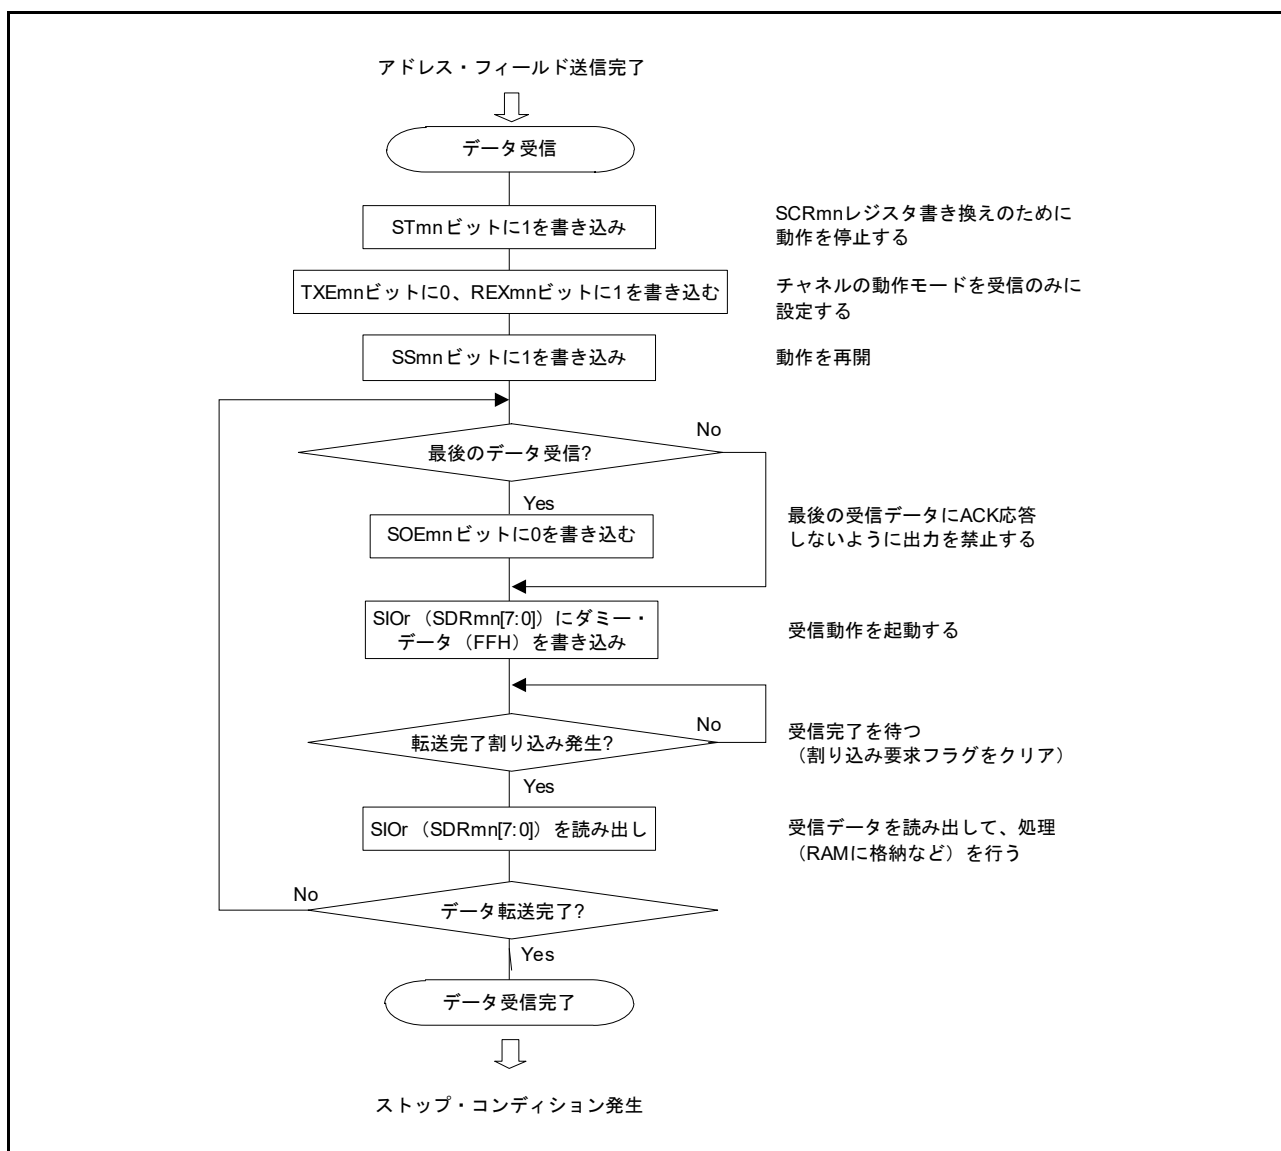 アドレス・フィールド送信完了
データ受信
STmnビットに1を書き込み
SCRmnレジスタ書き換えのために
動作を停止する
TXEmnビットに0、REXmnビットに1を書き込む
チャネルの動作モードを受信のみに
設定する
SSmnビットに1を書き込み
動作を再開
最後のデータ受信?
No
Yes
SOEmnビットに0を書き込む
最後の受信データにACK応答
しないように出力を禁止する
SIOr（SDRmn[7:0]）にダミー・
データ（FFH）を書き込み
受信動作を起動する
転送完了割り込み発生?
No
受信完了を待つ
（割り込み要求フラグをクリア）
Yes
SIOr（SDRmn[7:0]）を読み出し
受信データを読み出して、処理
（RAMに格納など）を行う
No
データ転送完了?
Yes
データ受信完了
ストップ・コンディション発生